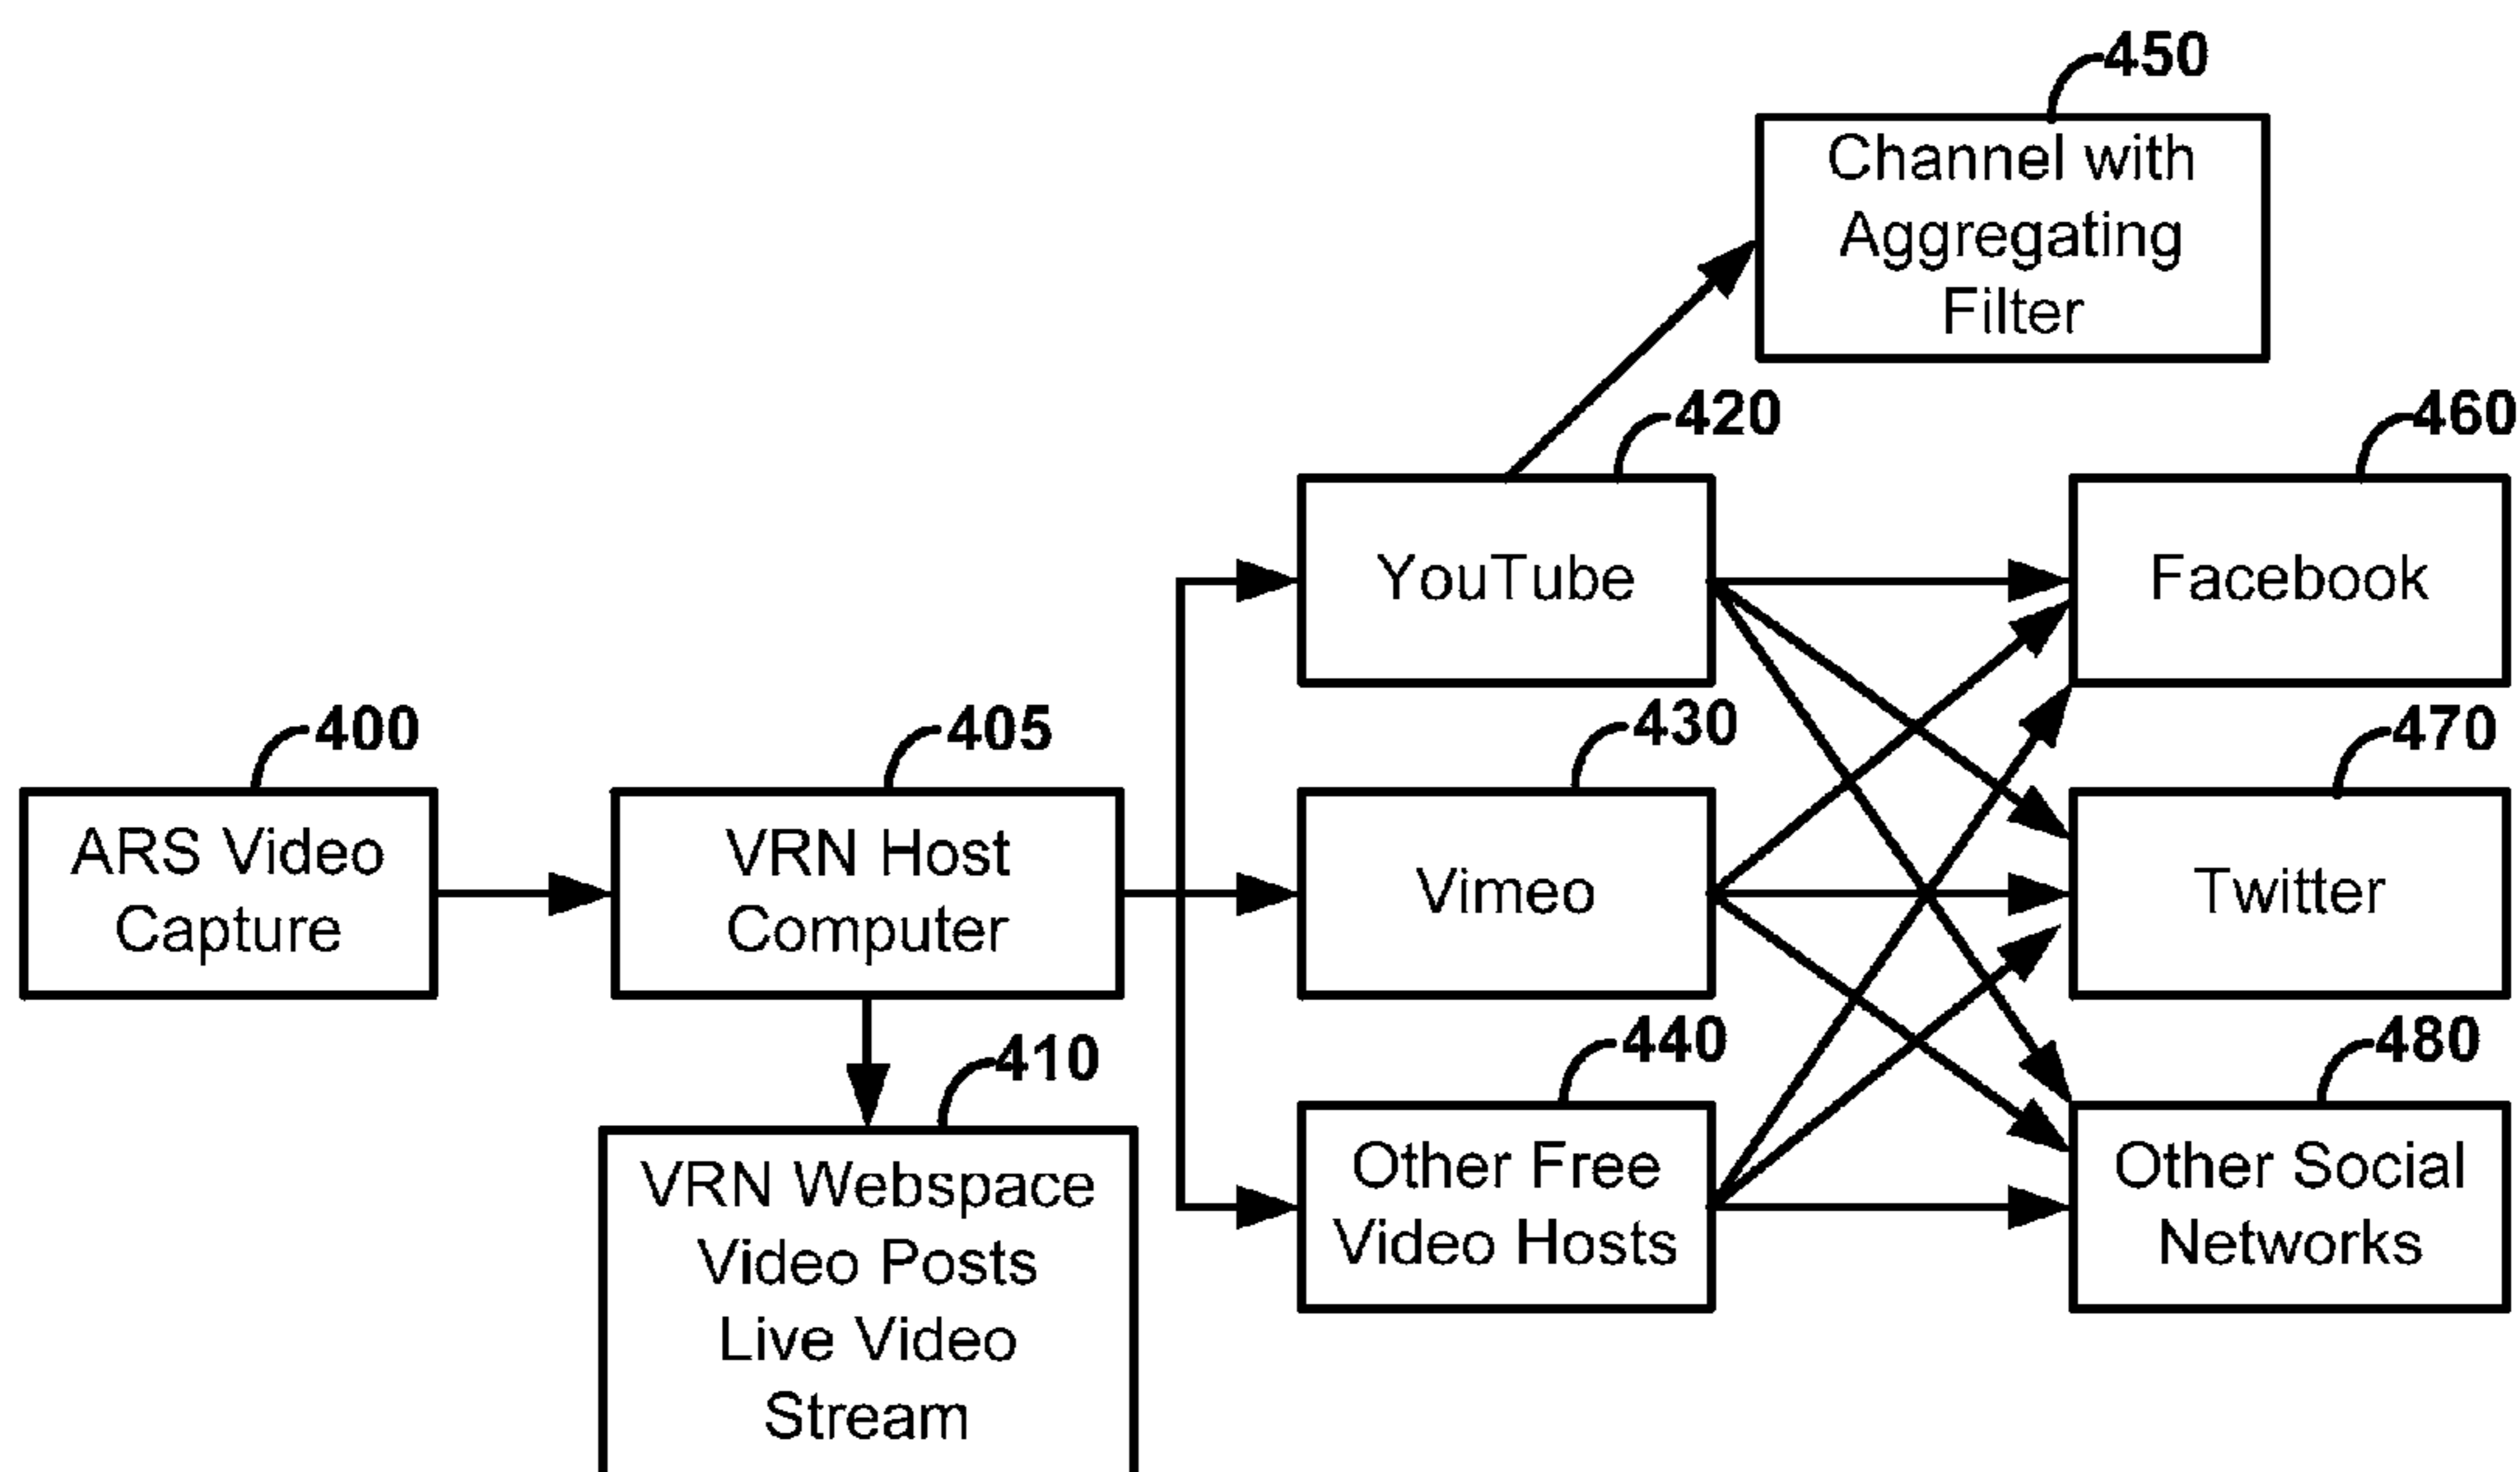 450
Channel with
Aggregating
Filter
420
460
YouTube
Facebook
400
405
430
470
ARS Video
Capture
VRN Host
Computer
Vimeo
Twitter
410
440
480
VRN Webspace
Video Posts
Live Video
Stream
Other Free
Video Hosts
Other Social
Networks